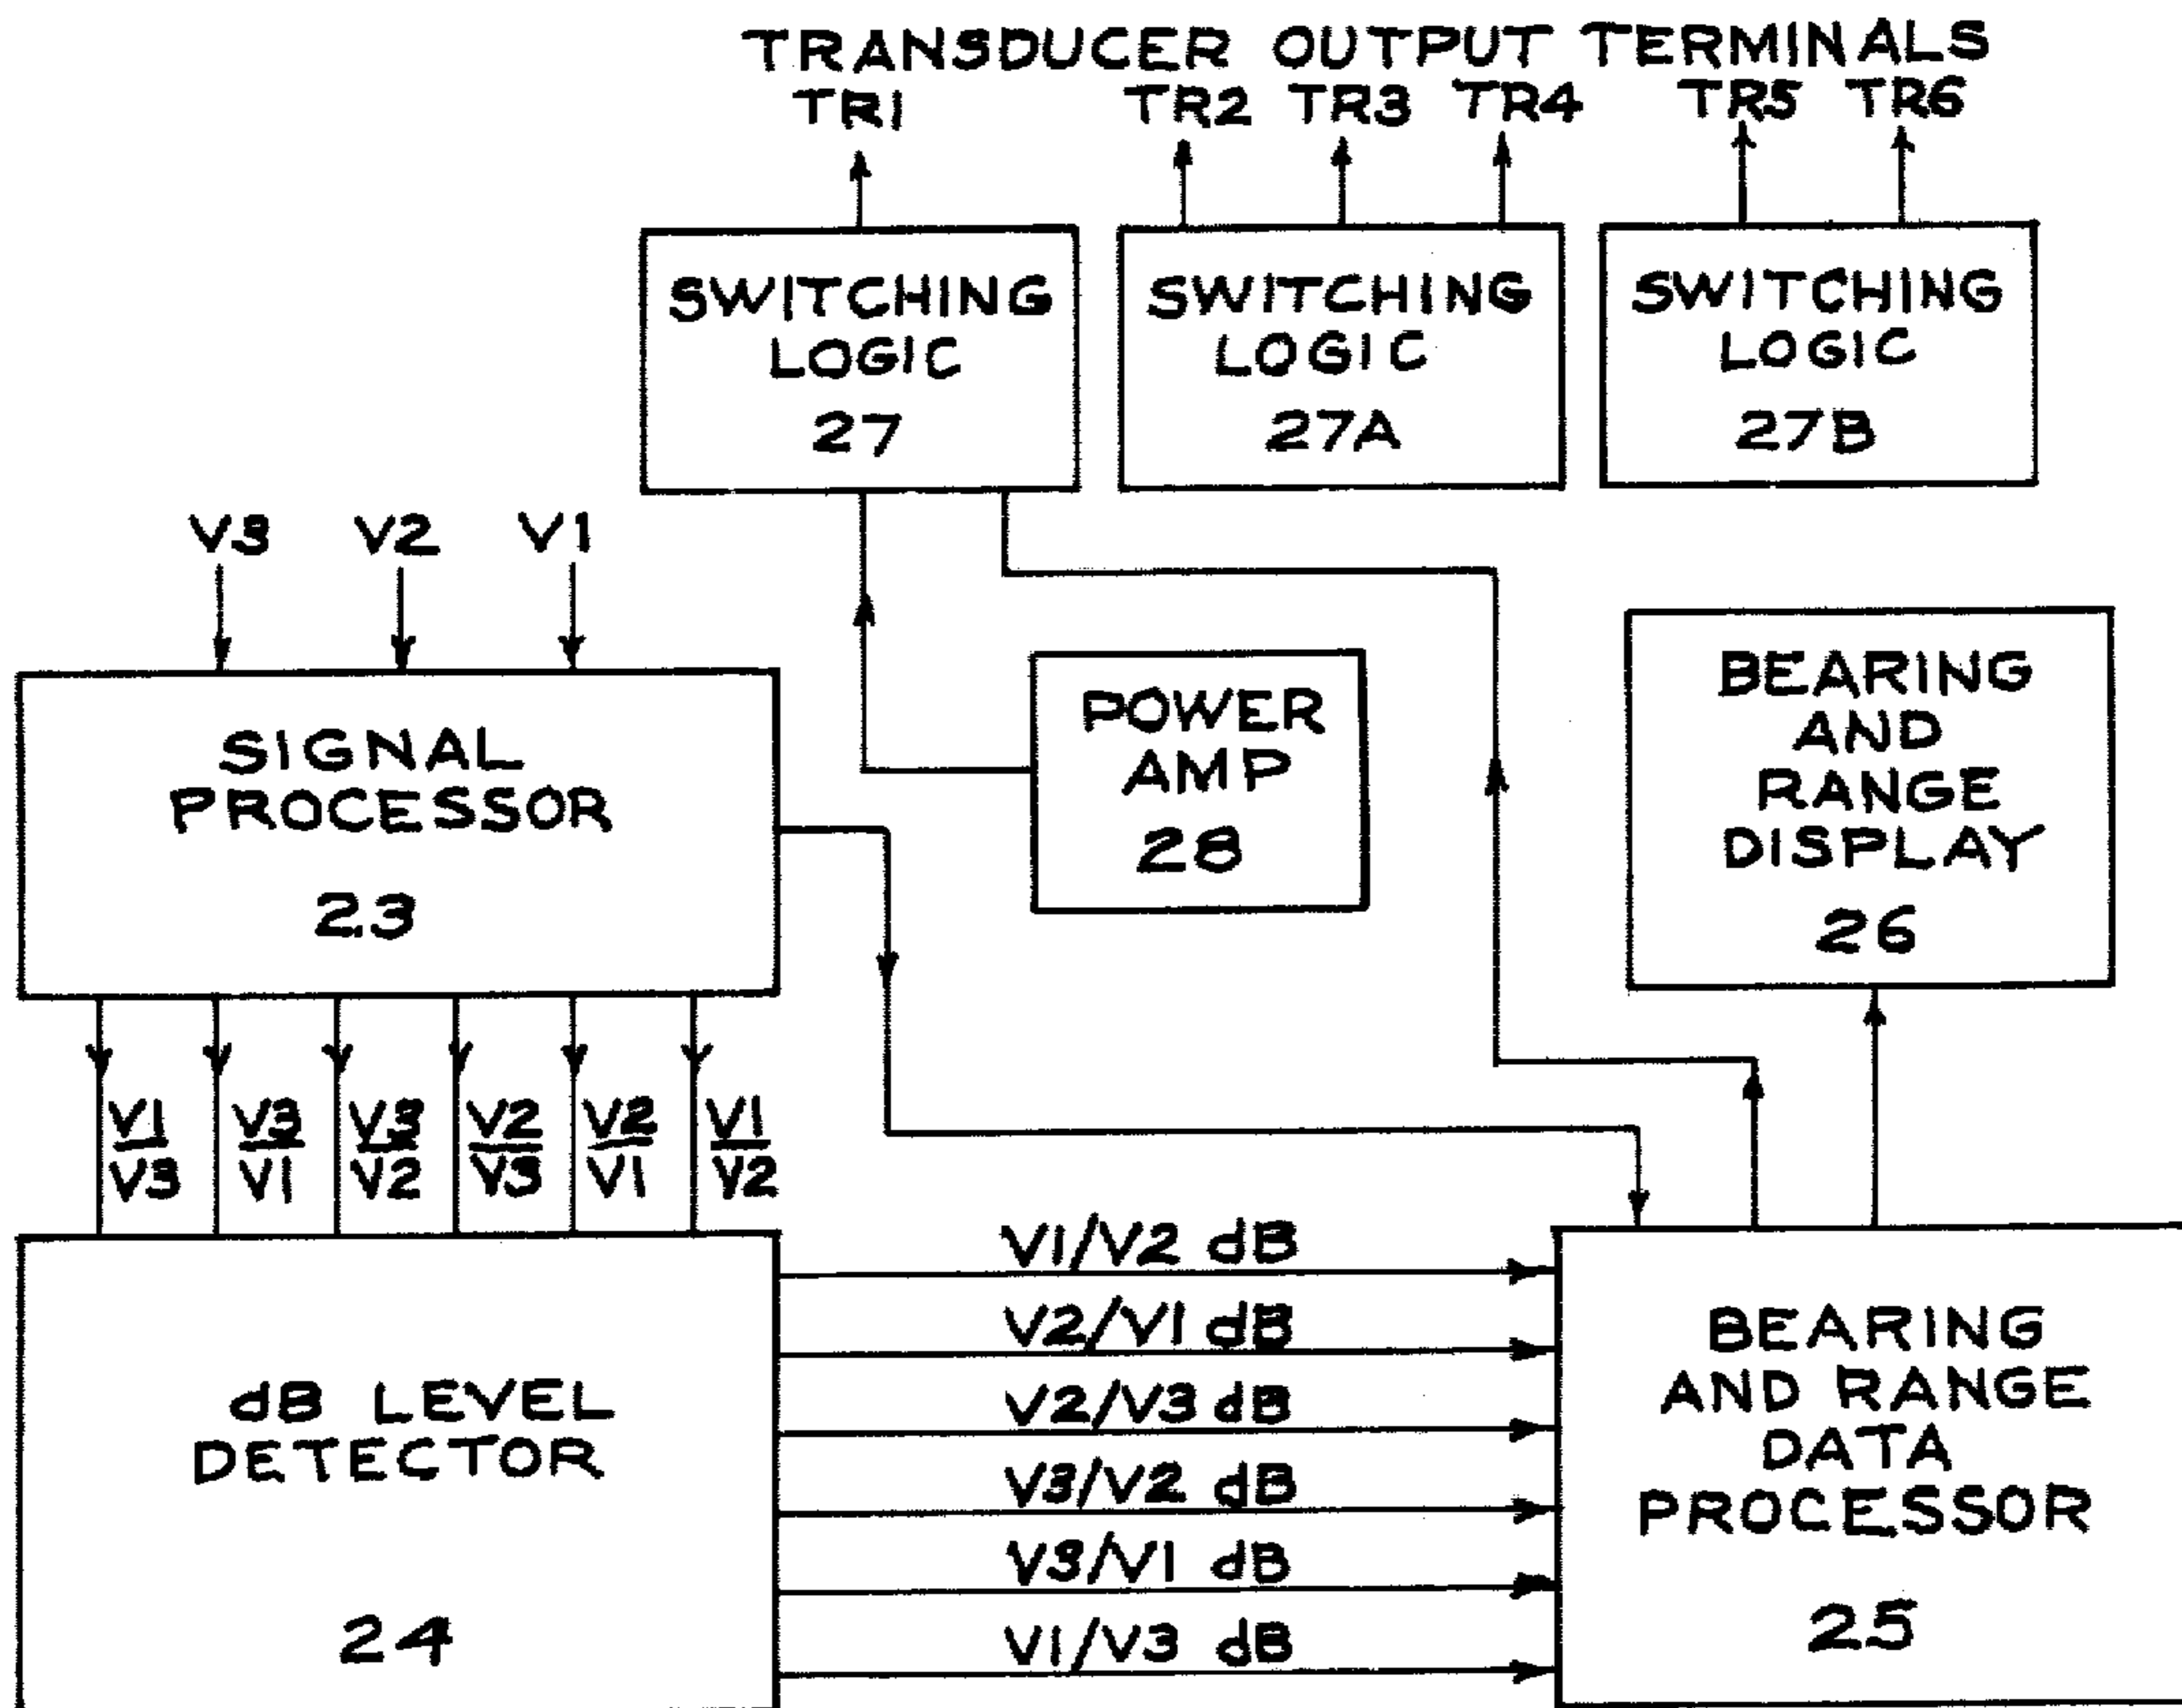 TRANSDUCER OUTPUT TERMINALS
TR1 TR2 TR3 TR4 TR5 TR6
SWITCHING
LOGIC
27
SWITCHING
LOGIC
27A
SWITCHING
LOGIC
27B
V3 V2 V1
SIGNAL
PROCESSOR
23
POWER
AMP
28
BEARING
AND
RANGE
DISPLAY
26
V1 V3 V3 V2 V2 V1
V3 V1 V2 V3 V1 V2
dB LEVEL
DETECTOR
24
V1/V2 dB
V2/V1 dB
V2/V3 dB
V3/V2 dB
V3/V1 dB
V1/V3 dB
BEARING
AND RANGE
DATA
PROCESSOR
25